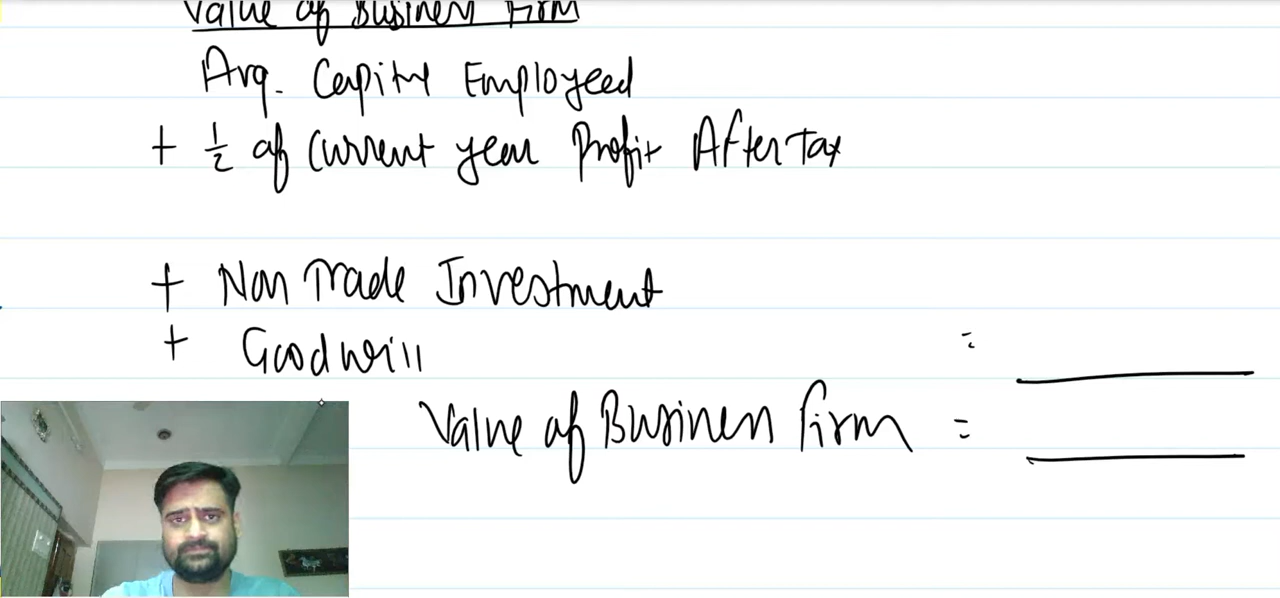 Value of Business Firm
Avg. Capital Employeed
+ 1/2 of Current year Profit After Tax
+ Non Trade Investment
+ Goodwill =
Value of Business Firm =